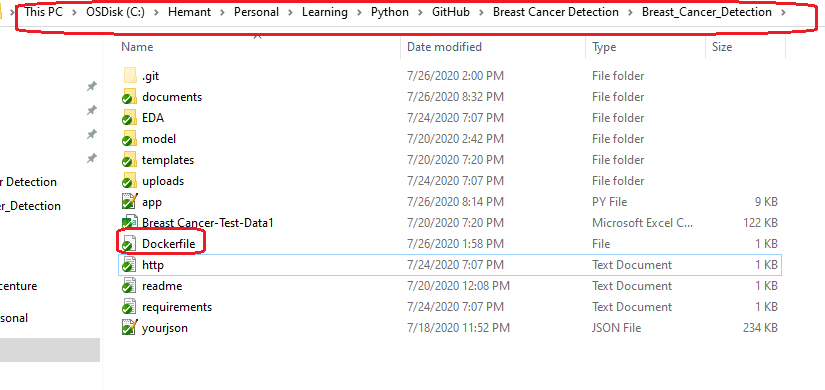 This PC > OSDisk (C:) > Hemant > Personal > Learning > Python > GitHub > Breast Cancer Detection > Breast_Cancer_Detection >
Name Date modified Type Size
.git 7/26/2020 2:00 PM File folder
documents 7/26/2020 8:32 PM File folder
EDA 7/24/2020 7:07 PM File folder
model 7/20/2020 2:42 PM File folder
templates 7/20/2020 7:20 PM File folder
er Detection uploads 7/24/2020 7:07 PM File folder
er_Detection app 7/26/2020 8:14 PM PY File 9 KB
Breast Cancer-Test-Data1 7/20/2020 7:20 PM Microsoft Excel C... 122 KB
Dockerfile 7/26/2020 1:58 PM File 1 KB
http 7/24/2020 7:07 PM Text Document 1 KB
centure readme 7/20/2020 12:08 PM Text Document 1 KB
rsonal requirements 7/24/2020 7:07 PM Text Document 1 KB
yourjson 7/18/2020 11:52 PM JSON File 234 KB